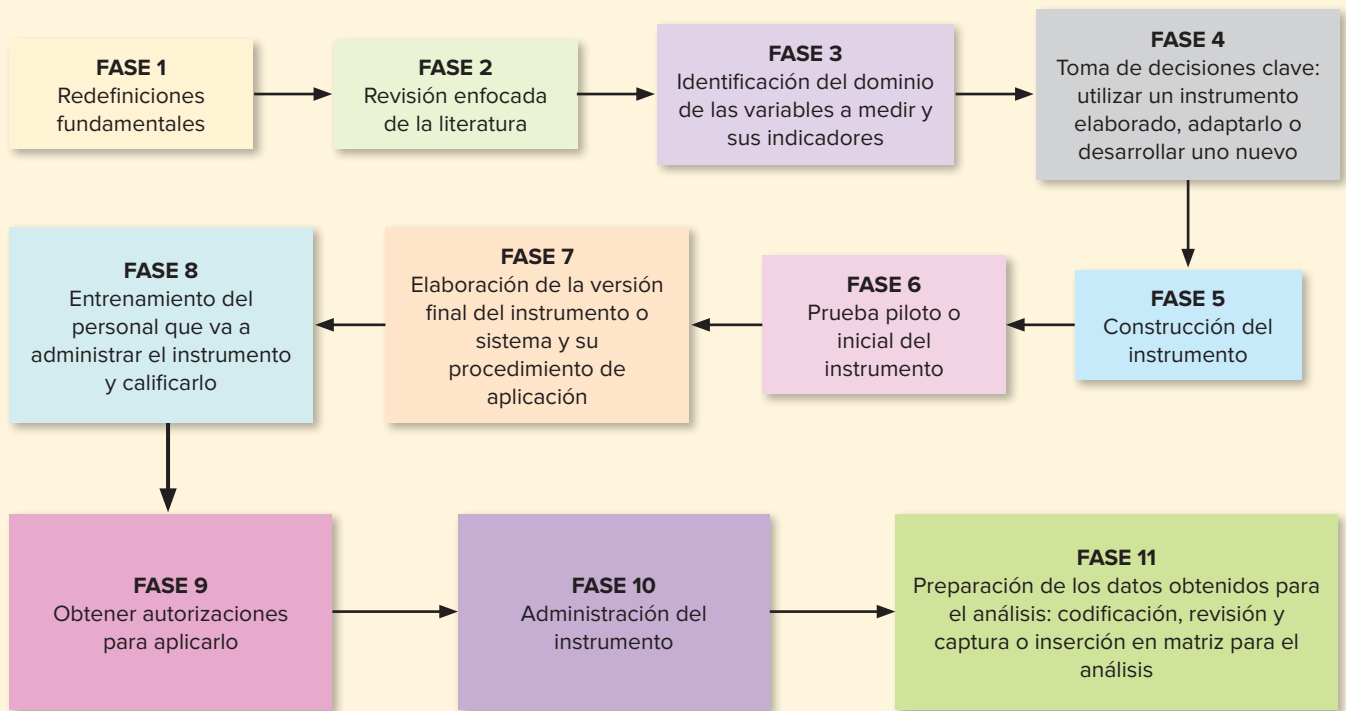 FASE 1
Redefiniciones
fundamentales
FASE 2
Revisión enfocada
de la literatura
FASE 3
Identificación del dominio
de las variables a medir y
sus indicadores
FASE 4
Toma de decisiones clave:
utilizar un instrumento
elaborado, adaptarlo o
desarrollar uno nuevo
FASE 5
Construcción del
instrumento
FASE 6
Prueba piloto o
inicial del
instrumento
FASE 7
Elaboración de la versión
final del instrumento o
sistema y su
procedimiento de
aplicación
FASE 8
Entrenamiento del
personal que va a
administrar el instrumento
y calificarlo
FASE 9
Obtener autorizaciones
para aplicarlo
FASE 10
Administración del
instrumento
FASE 11
Preparación de los datos obtenidos para
el análisis: codificación, revisión y
captura o inserción en matriz para el
análisis